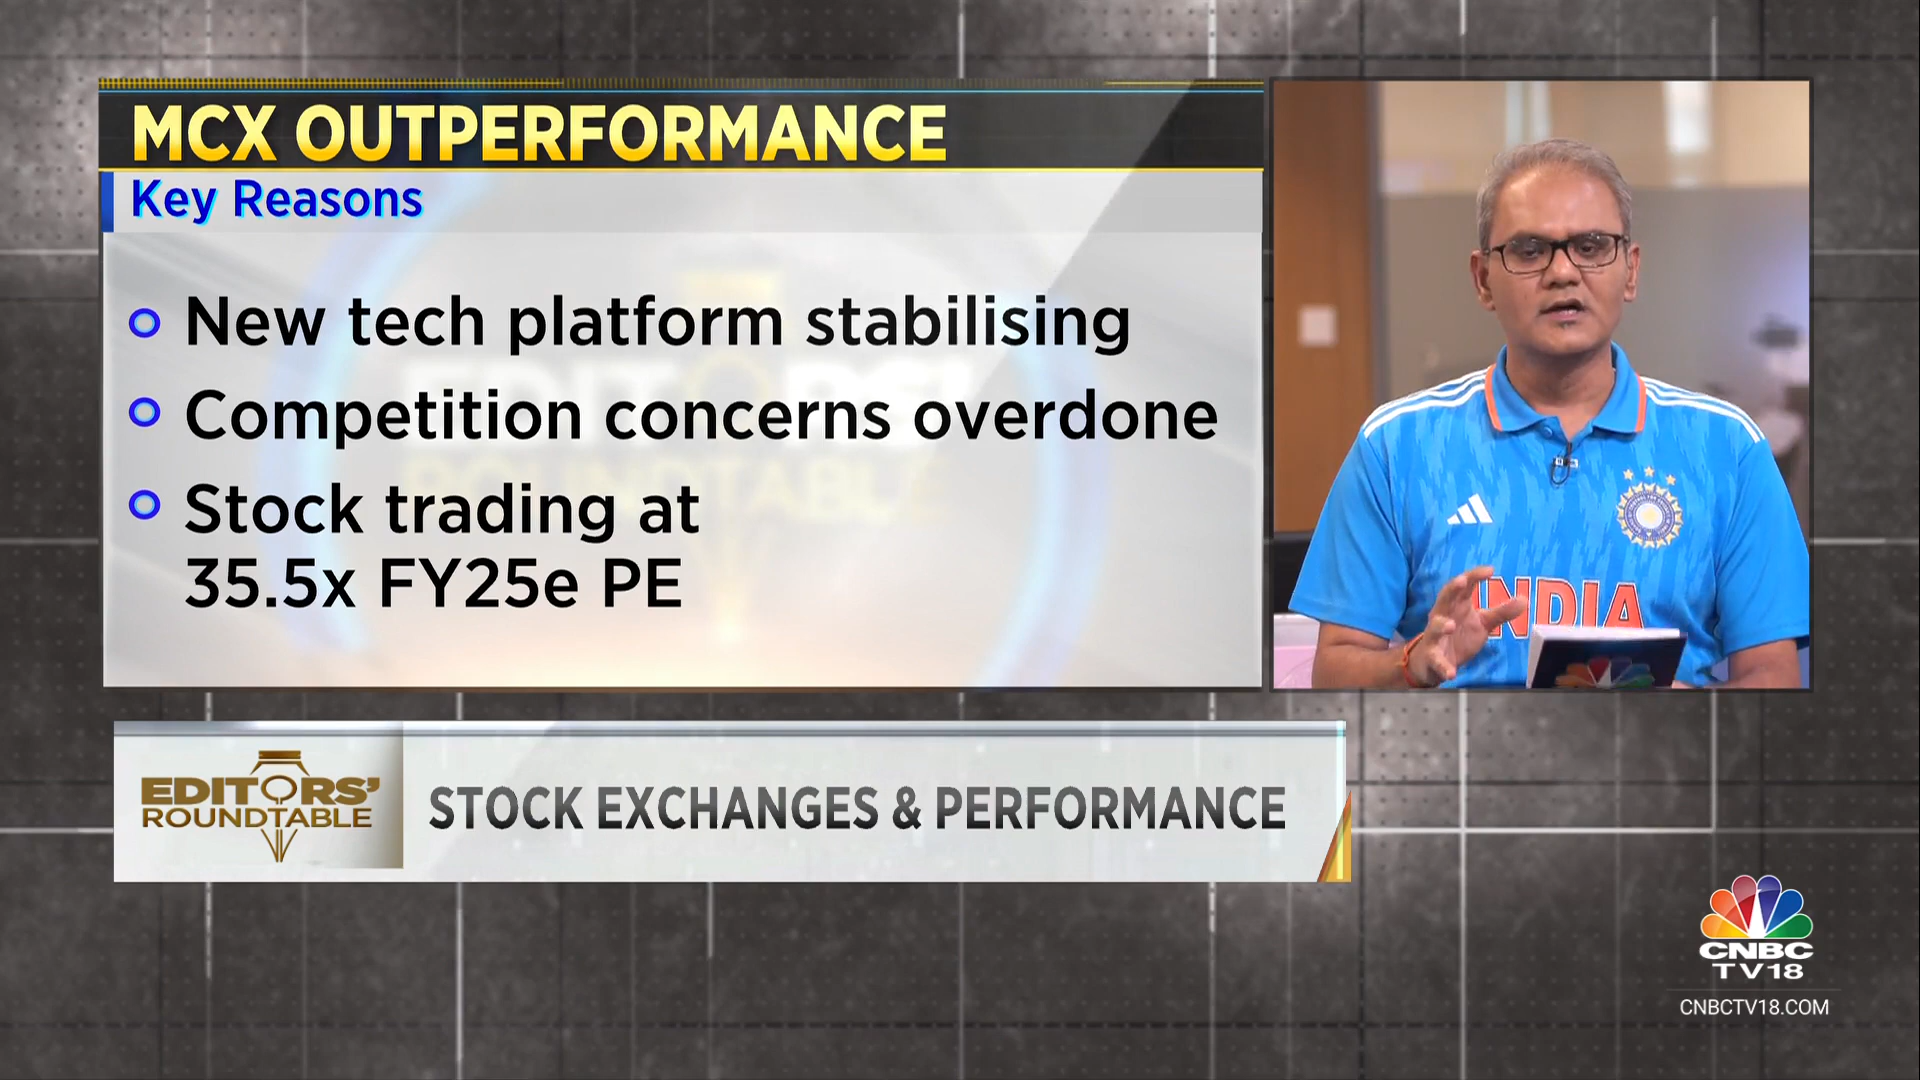 MCX OUTPERFORMANCE
Key Reasons
New tech platform stabilising
Competition concerns overdone
Stock trading at
35.5x FY25e PE
INDIA
EDITORS'
ROUNDTABLE
STOCK EXCHANGES & PERFORMANCE
CNBC
TV18
CNBCTV18.COM